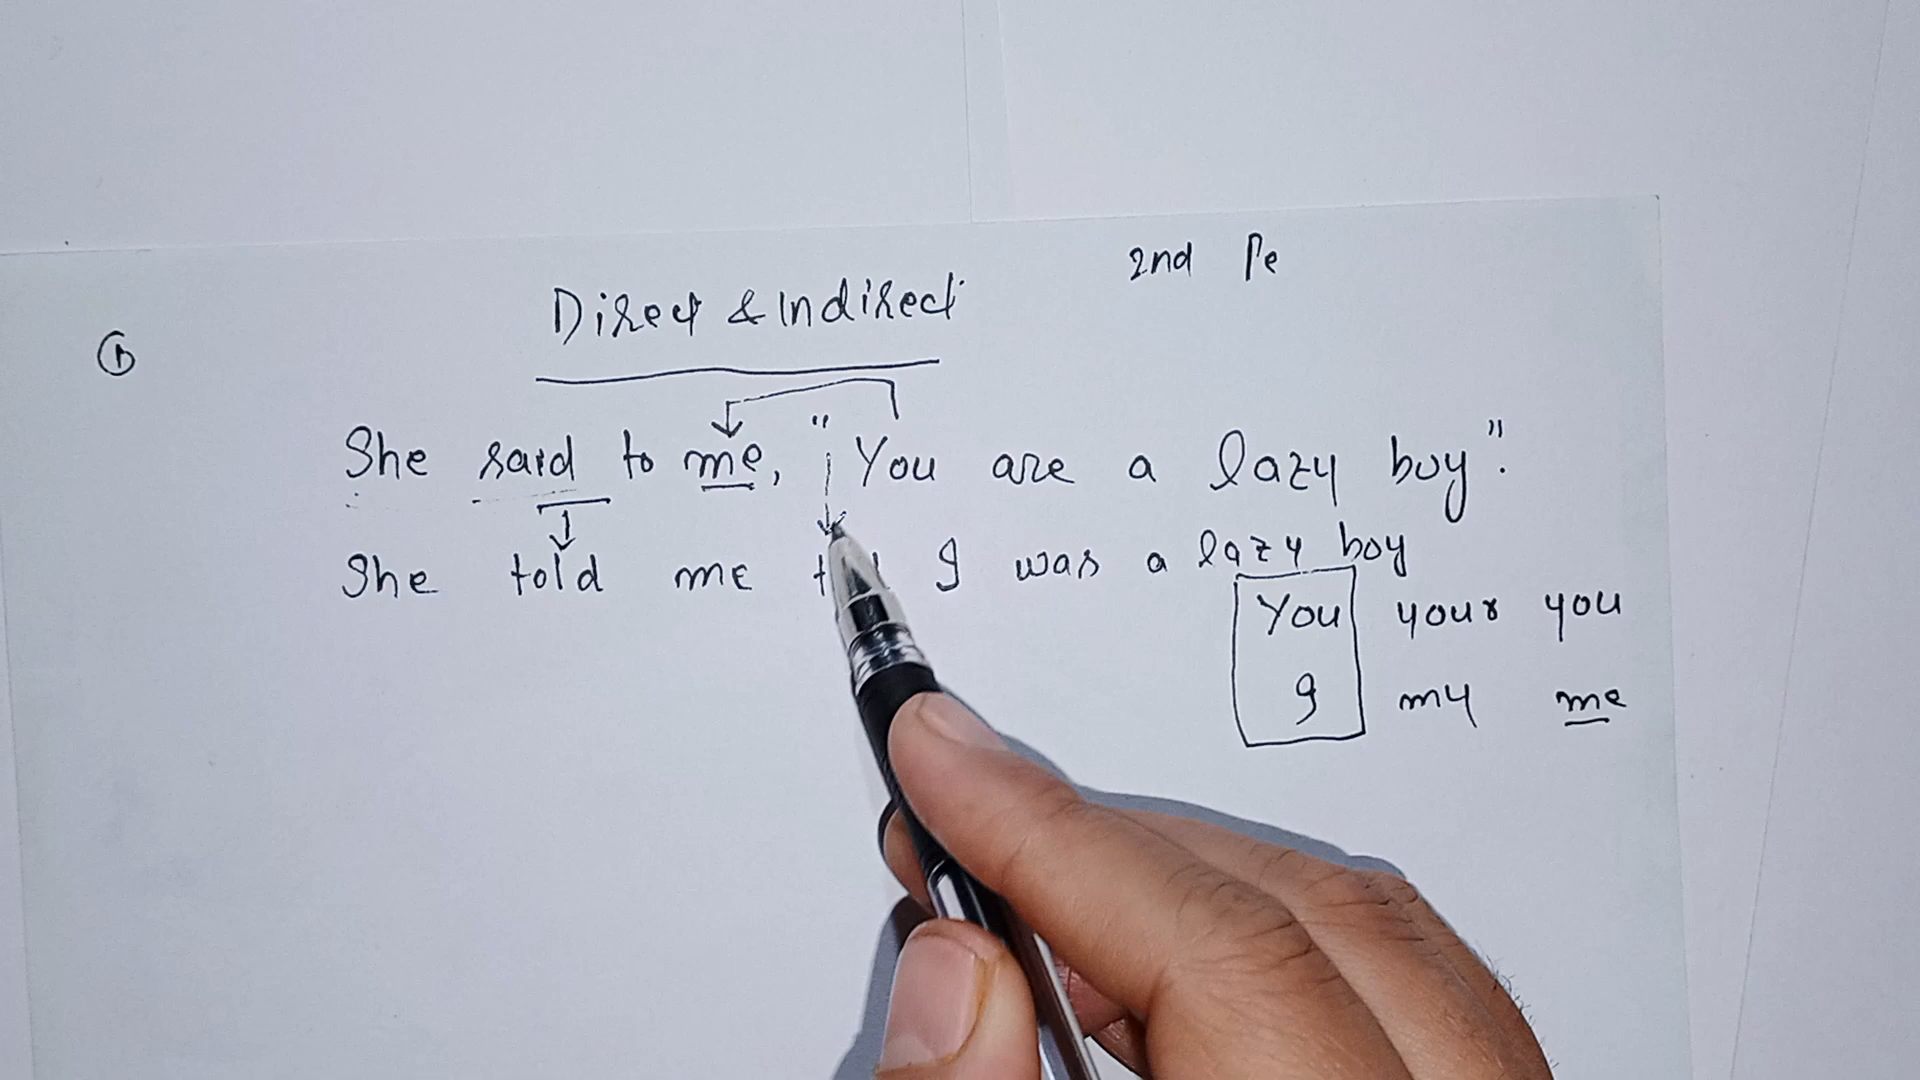 2nd Pe
Direct & Indirect
①
She said to me, "You are a lazy boy".
She told me I was a lazy boy
You your you
I my me